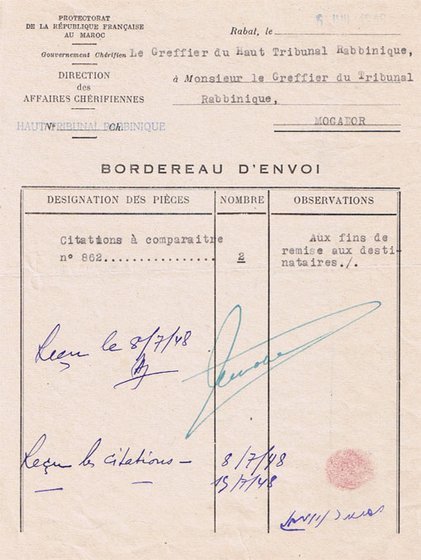 PROTECTORAT
DE LA RÉPUBLIQUE FRANÇAISE
AU MAROC
Gouvernement Chérifien
DIRECTION
des
AFFAIRES CHÉRIFIENNES
HAUT TRIBUNAL RABBINIQUE
Rabat, le
Le Greffier du Haut Tribunal Rabbinique,
à Monsieur le Greffier du Tribunal
Rabbinique,
MOGADOR
BORDEREAU D'ENVOI
DESIGNATION DES PIÈCES NOMBRE OBSERVATIONS
Citations à comparaitre
n° 862............... 2
Aux fins de
remise aux desti-
nataires./.
Reçu le 8/7/48
Reçu les citations — 8/7/48
15/7/48